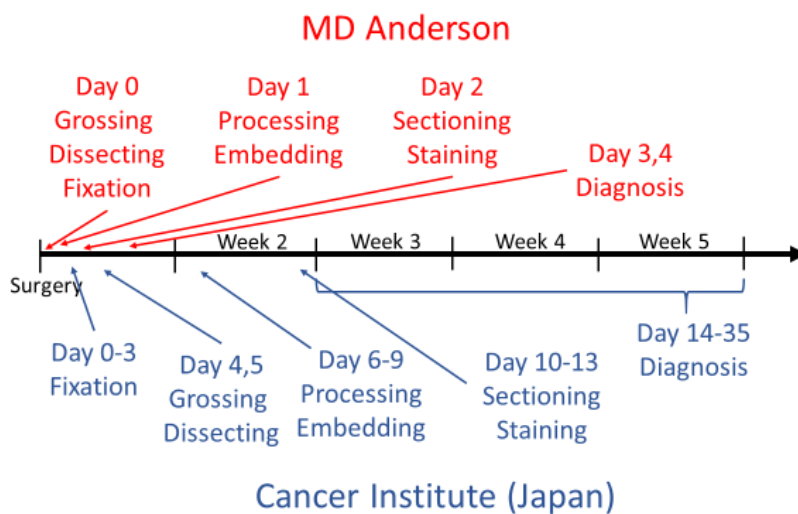 MD Anderson
Day 0
Grossing
Dissecting
Fixation
Day 1
Processing
Embedding
Day 2
Sectioning
Staining
Day 3,4
Diagnosis
Week 2
Week 3
Week 4
Week 5
Surgery
Day 0-3
Fixation
Day 4,5
Grossing
Dissecting
Day 6-9
Processing
Embedding
Day 10-13
Sectioning
Staining
Day 14-35
Diagnosis
Cancer Institute (Japan)